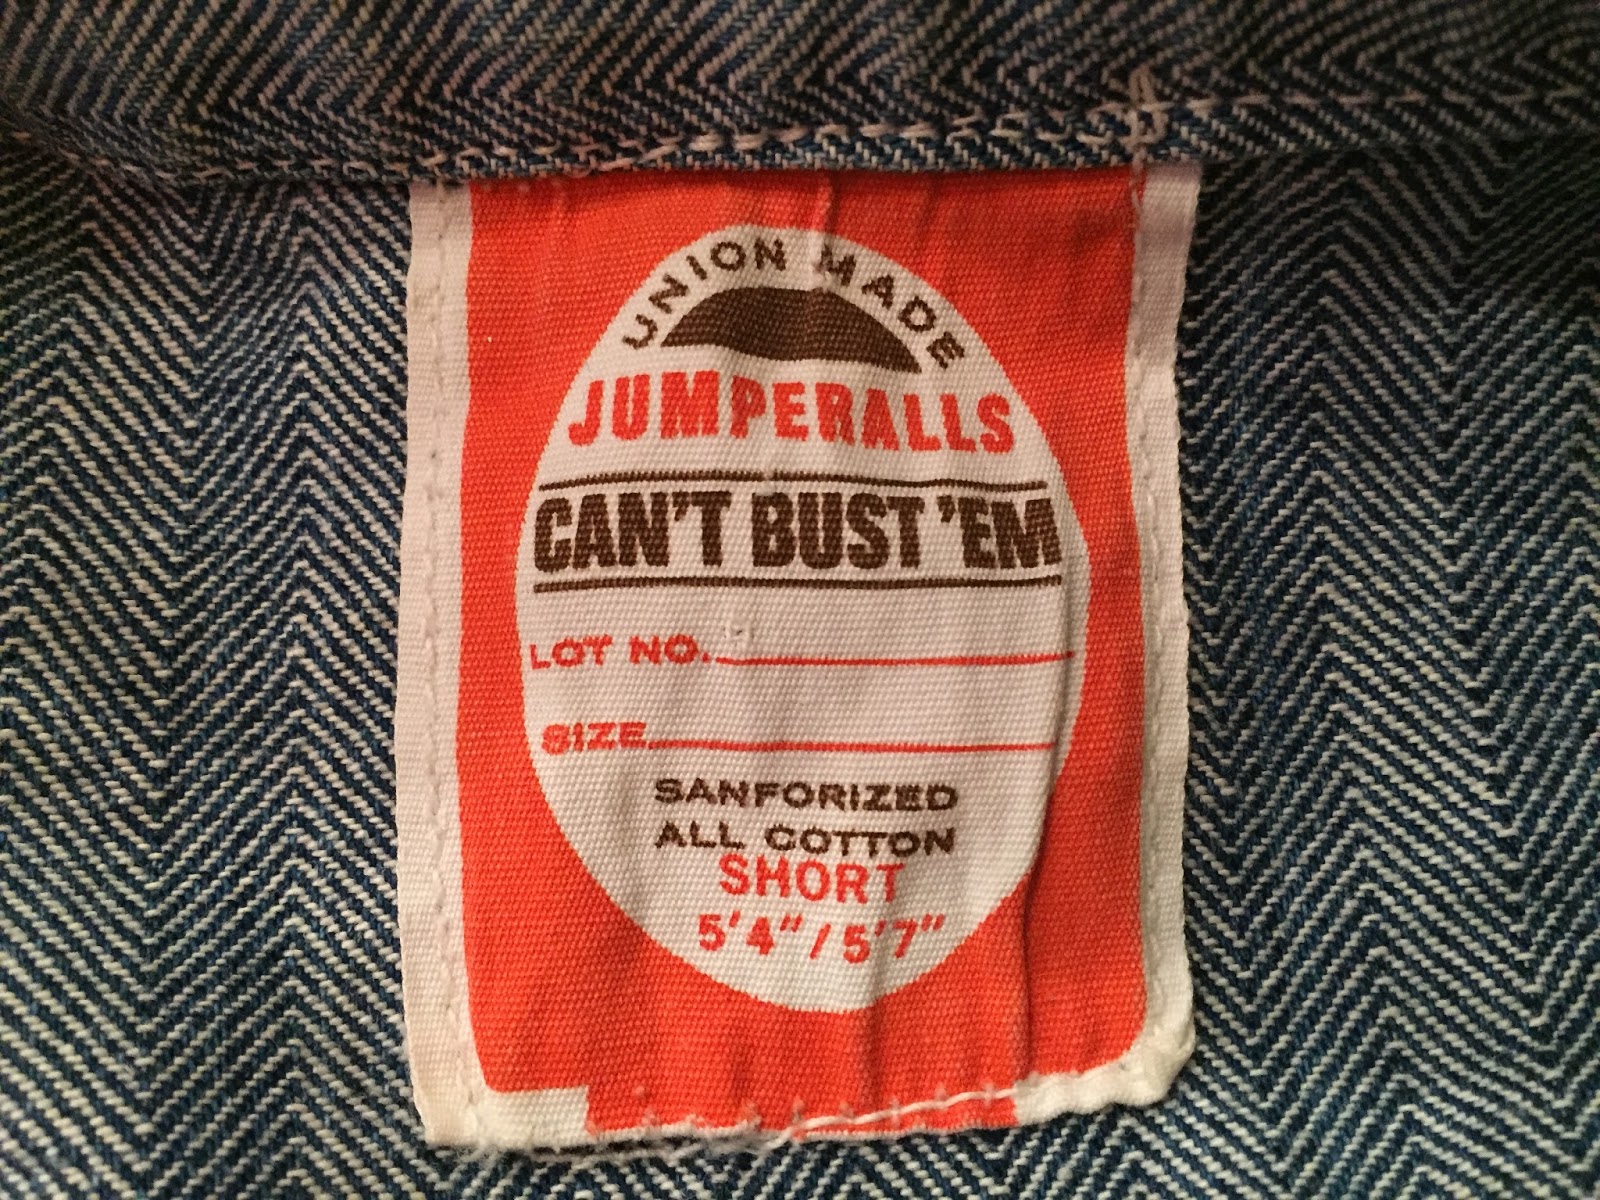 UNION MADE
JUMPERALLS
CAN'T BUST 'EM
LOT NO.
SIZE
SANFORIZED
ALL COTTON
SHORT
5'4"/5'7"